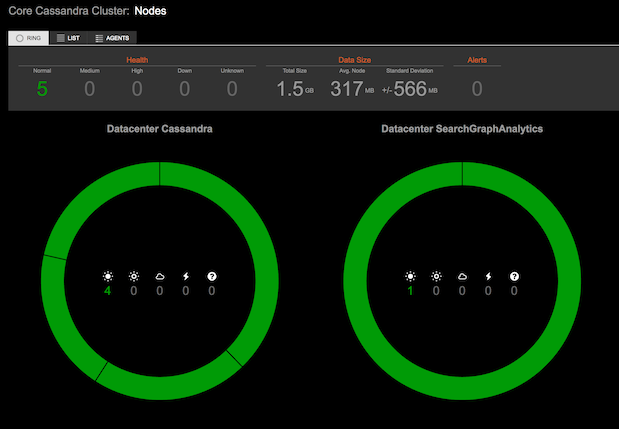 Core Cassandra Cluster: Nodes
RING LIST AGENTS
Health Data Size Alerts
Normal Medium High Down Unknown Total Size Avg. Node Standard Deviation
5 0 0 0 0 1.5 GB 317 MB +/-566 MB 0
Datacenter Cassandra Datacenter SearchGraphAnalytics
? ?
4 0 0 0 0 1 0 0 0 0